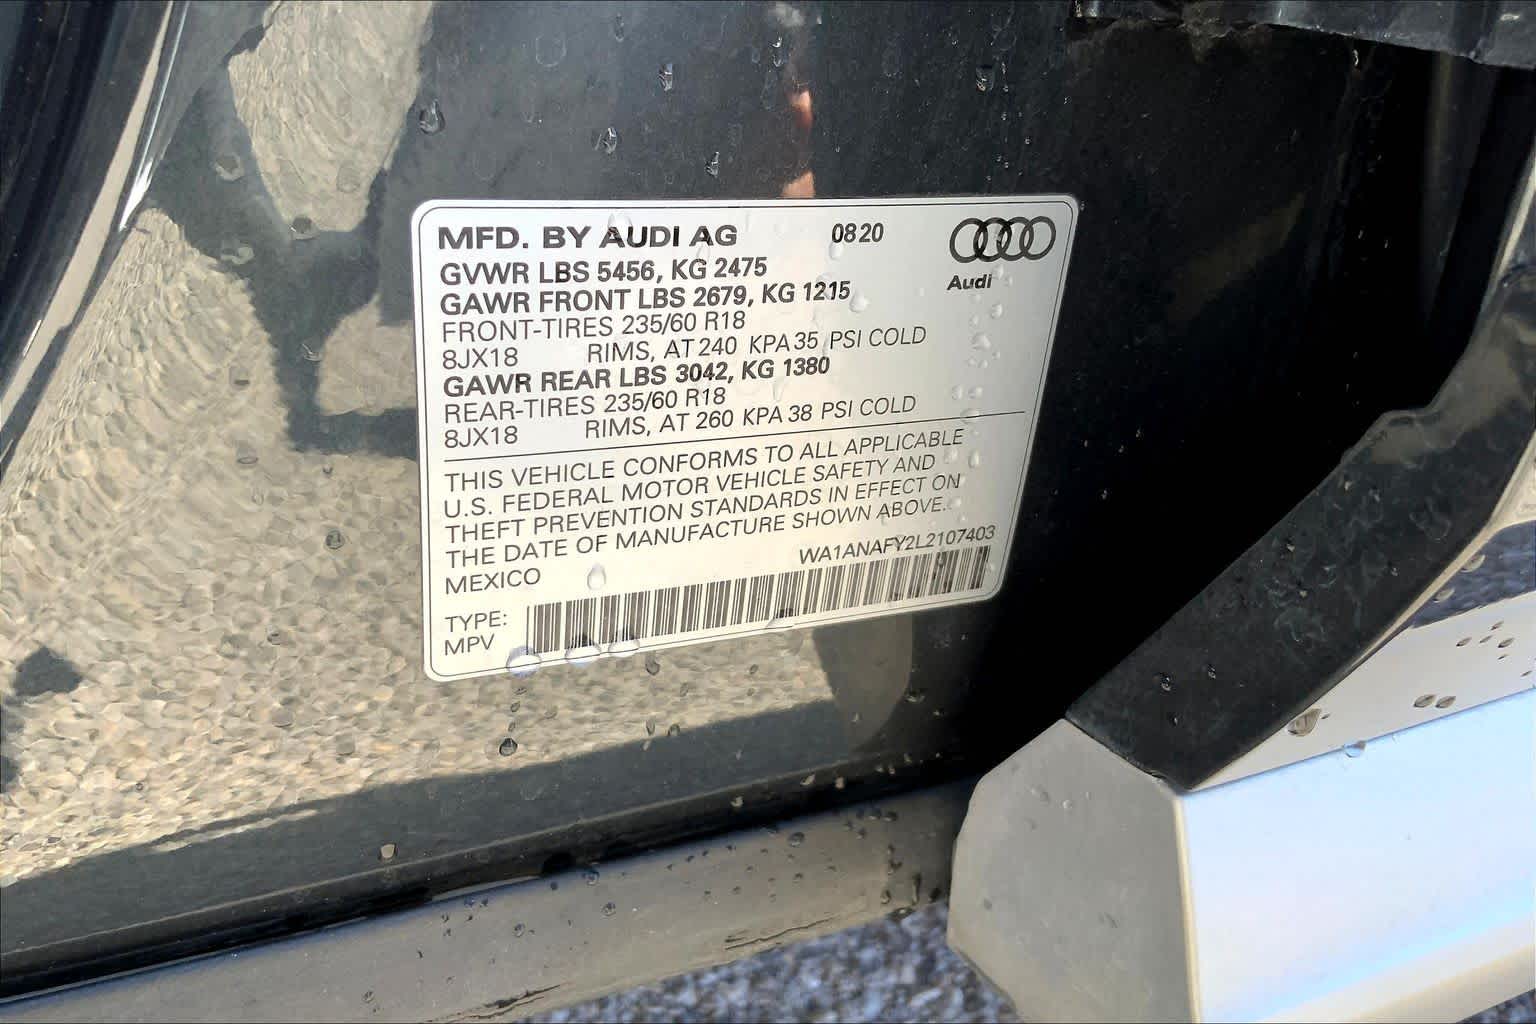 MFD. BY AUDI AG 0820
Audi
GVWR LBS 5456, KG 2475
GAWR FRONT LBS 2679, KG 1215
FRONT-TIRES 235/60 R18
8JX18 RIMS, AT 240 KPA 35 PSI COLD
GAWR REAR LBS 3042, KG 1380
REAR-TIRES 235/60 R18
8JX18 RIMS, AT 260 KPA 38 PSI COLD
THIS VEHICLE CONFORMS TO ALL APPLICABLE
U.S. FEDERAL MOTOR VEHICLE SAFETY AND
THEFT PREVENTION STANDARDS IN EFFECT ON
THE DATE OF MANUFACTURE SHOWN ABOVE.
MEXICO WA1ANAFY2L2107403
TYPE:
MPV